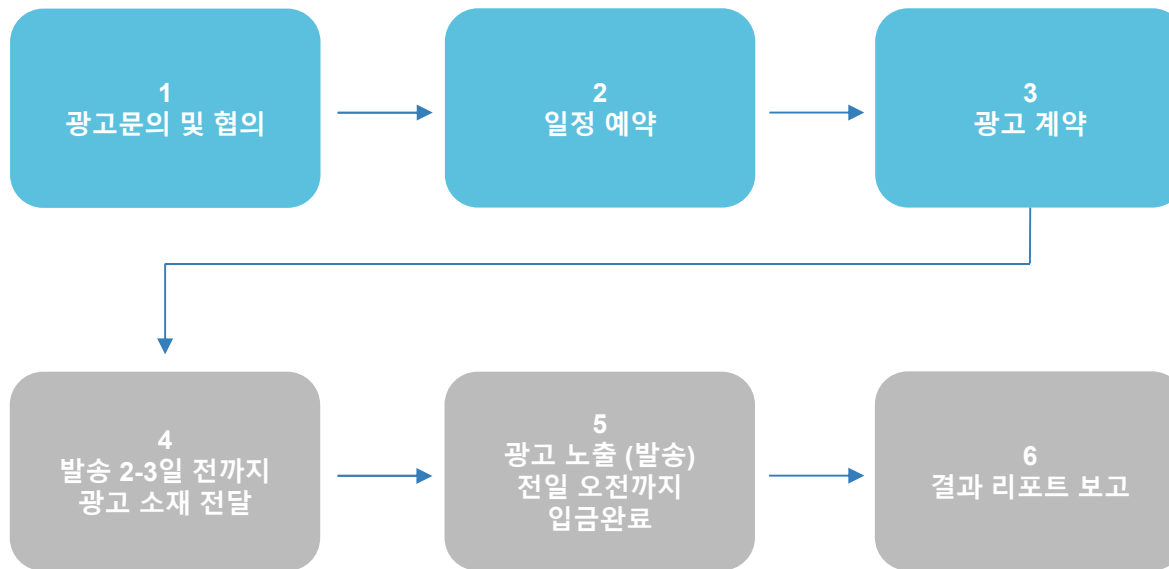 1
광고문의 및 협의
2
일정 예약
3
광고 계약
4
발송 2-3일 전까지
광고 소재 전달
5
광고 노출 (발송)
전일 오전까지
입금완료
6
결과 리포트 보고